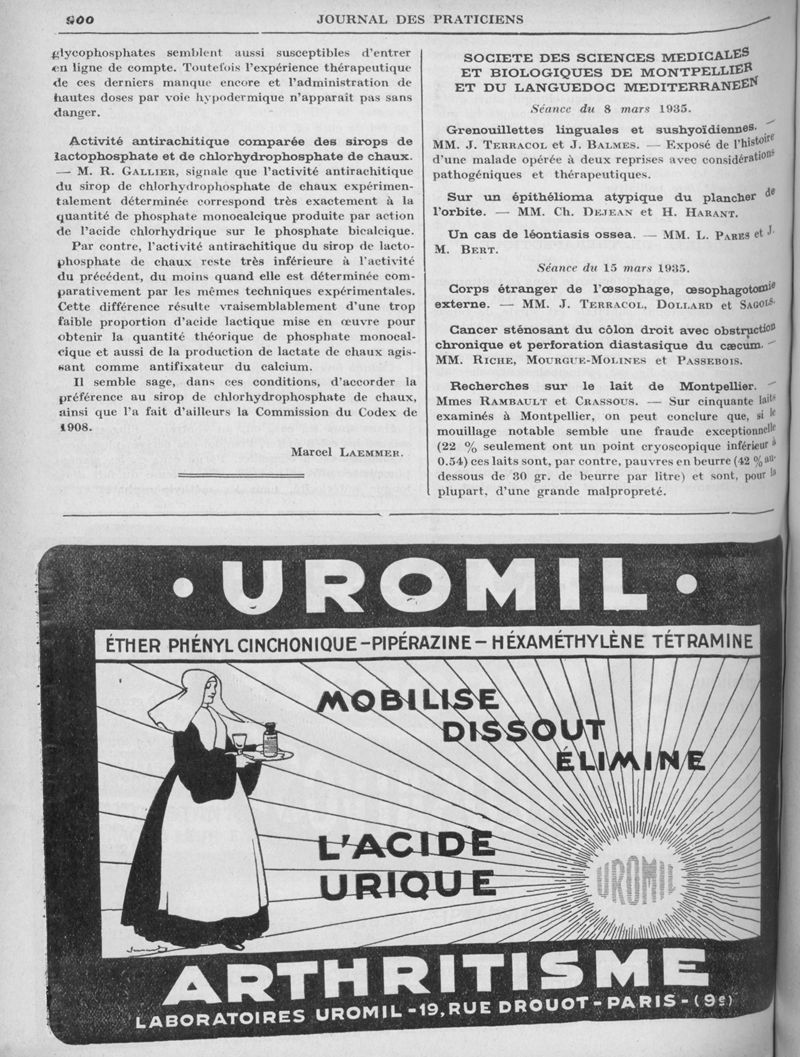 200
JOURNAL DES PRATICIENS
glycophosphates semblent aussi susceptibles d'entrer
en ligne de compte. Toutefois l'expérience thérapeutique
de ces derniers manque encore et l'administration de
hautes doses par voie hypodermique n'apparaît pas sans
danger.
Activité antirachitique comparée des sirops de
lactophosphate et de chlorhydrophosphate de chaux.
— M. R. GALLIER, signale que l'activité antirachitique
du sirop de chlorhydrophosphate de chaux expérimen-
talement déterminée correspond très exactement à la
quantité de phosphate monocalcique produite par action
de l'acide chlorhydrique sur le phosphate bicalcique.
Par contre, l'activité antirachitique du sirop de lacto-
phosphate de chaux reste très inférieure à l'activité
du précédent, du moins quand elle est déterminée com-
parativement par les mêmes techniques expérimentales.
Cette différence résulte vraisemblablement d'une trop
faible proportion d'acide lactique mise en œuvre pour
obtenir la quantité théorique de phosphate monocal-
cique et aussi de la production de lactate de chaux agis-
sant comme antifixateur du calcium.
Il semble sage, dans ces conditions, d'accorder la
préférence au sirop de chlorhydrophosphate de chaux,
ainsi que l'a fait d'ailleurs la Commission du Codex de
1908.
Marcel LAEMMER.
SOCIETE DES SCIENCES MEDICALES
ET BIOLOGIQUES DE MONTPELLIER
ET DU LANGUEDOC MEDITERRANEEN
Séance du 8 mars 1935.
Grenouillettes linguales et sushyoïdiennes. —
MM. J. TERRACOL et J. BALMES. — Exposé de l'histoire
d'une malade opérée à deux reprises avec considérations
pathogéniques et thérapeutiques.
Sur un épithélioma atypique du plancher de
l'orbite. — MM. Ch. DEJEAN et H. HARANT.
Un cas de léontiasis ossea. — MM. L. PARES et J.
M. BERT.
Séance du 15 mars 1935.
Corps étranger de l'œsophage, œsophagotomie
externe. — MM. J. TERRACOL, DOLLARD et SAGOLS.
Cancer sténosant du côlon droit avec obstruction
chronique et perforation diastasique du cæcum. —
MM. RICHE, MOURGUE-MOLINES et PASSEBOIS.
Recherches sur le lait de Montpellier. —
Mmes RAMBAULT et CRASSOUS. — Sur cinquante laits
examinés à Montpellier, on peut conclure que, si le
mouillage notable semble une fraude exceptionnelle
(22 % seulement ont un point cryoscopique inférieur à
0.54) ces laits sont, par contre, pauvres en beurre (42 % au-
dessous de 30 gr. de beurre par litre) et sont, pour la
plupart, d'une grande malpropreté.
• UROMIL •
ÉTHER PHÉNYL CINCHONIQUE – PIPÉRAZINE – HÉXAMÉTHYLÈNE TÉTRAMINE
MOBILISE
DISSOUT
ÉLIMINE
L'ACIDE
URIQUE
UROMIL
ARTHRITISME
LABORATOIRES UROMIL – 19, RUE DROUOT – PARIS – (9e)